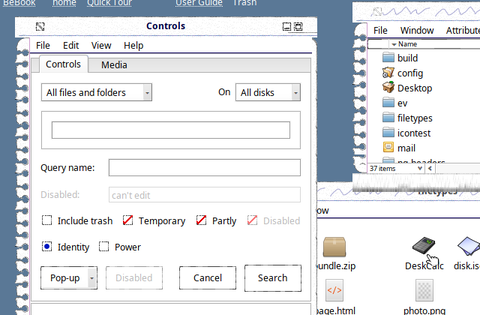 BeBook home Quick Tour User Guide Trash
Controls
File Edit View Help
Controls Media
All files and folders On All disks
Query name:
Disabled: can't edit
Include trash Temporary Partly Disabled
Identity Power
Pop-up Disabled Cancel Search
File Window Attribute
Name
build
config
Desktop
ev
filetypes
icontest
mail
37 items
filetypes
DeskCalc
photo.png